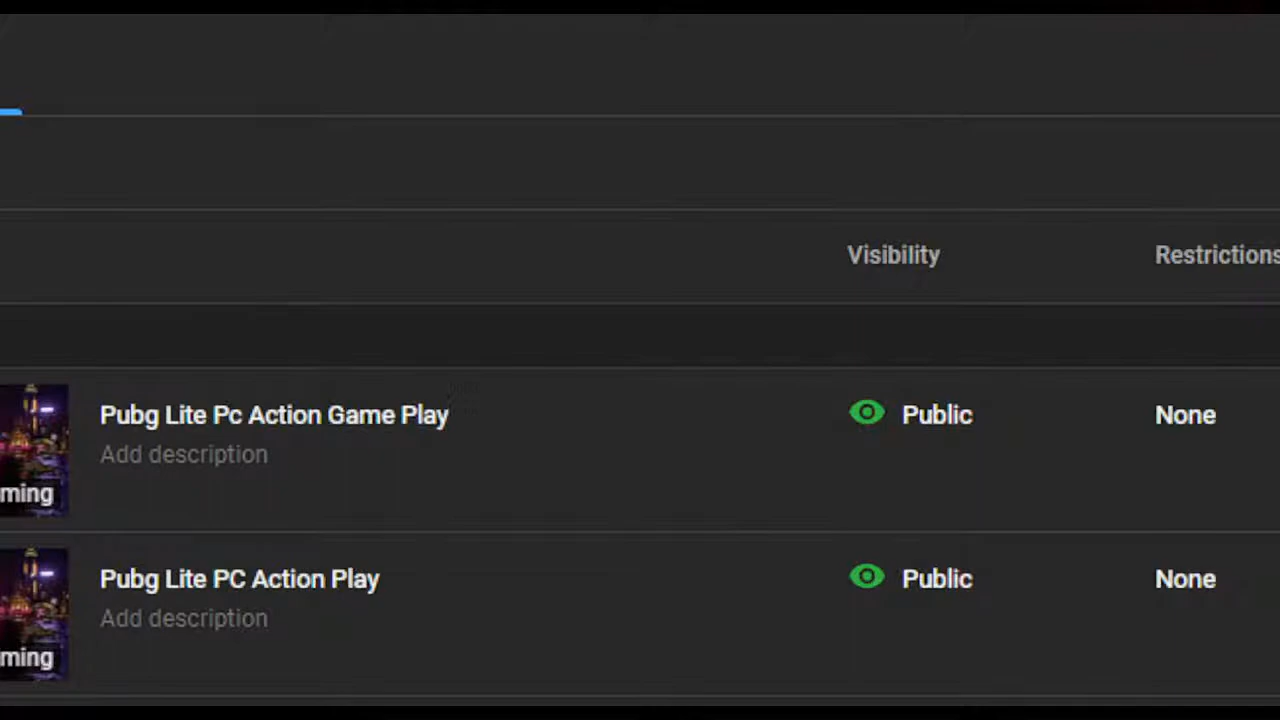 Visibility Restrictions
Pubg Lite Pc Action Game Play Public None
Add description
ming
Pubg Lite PC Action Play Public None
Add description
ming